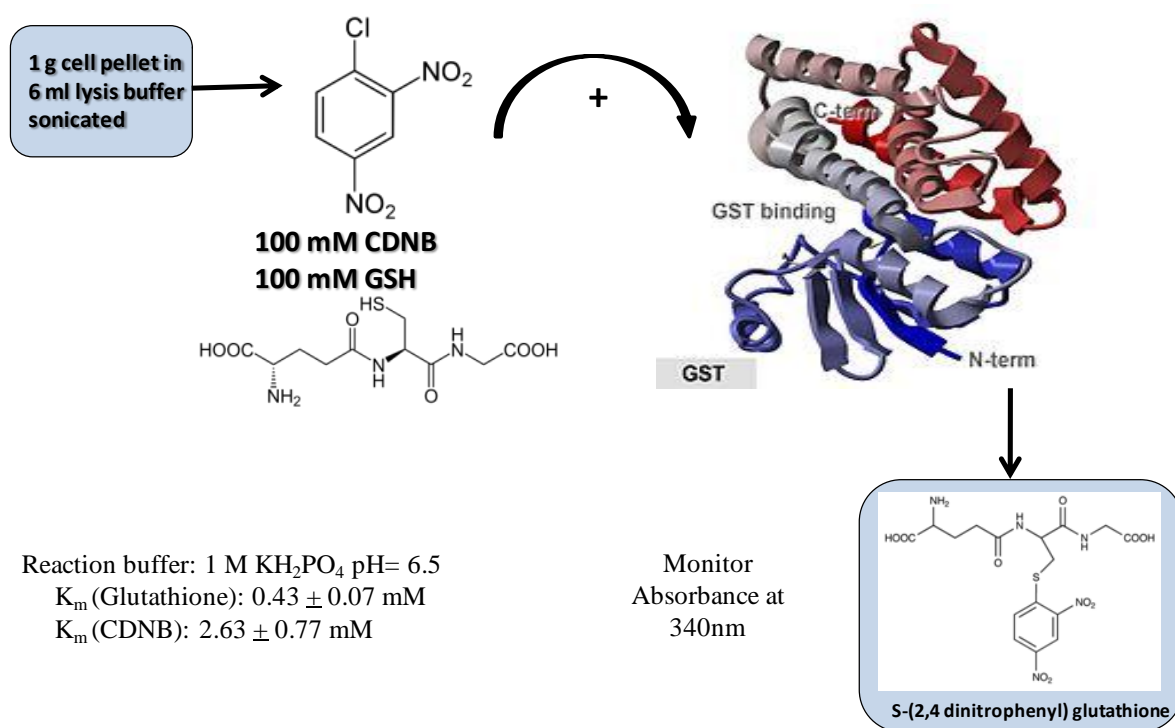 1 g cell pellet in
6 ml lysis buffer
sonicated
Cl
NO₂
NO₂
100 mM CDNB
100 mM GSH
HS
O
HOOC
N
H
H
N
COOH
NH₂
O
+
C-term
GST binding
N-term
GST
Reaction buffer: 1 M KH₂PO₄ pH= 6.5
Kₘ (Glutathione): 0.43 ± 0.07 mM
Kₘ (CDNB): 2.63 ± 0.77 mM
Monitor
Absorbance at
340nm
NH₂
O
HOOC
H
N
N
H
COOH
O
O
S
NO₂
NO₂
S-(2,4 dinitrophenyl) glutathione